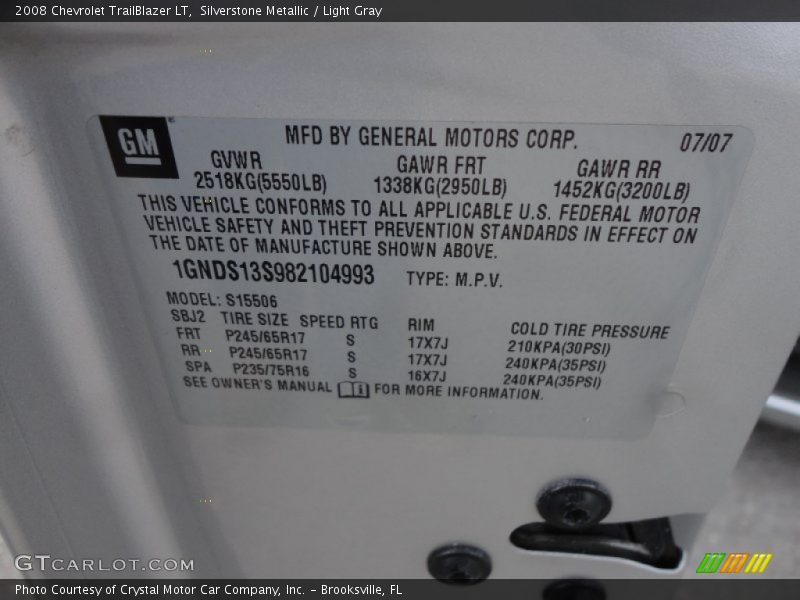 2008 Chevrolet TrailBlazer LT,  Silverstone Metallic / Light Gray
GM
MFD BY GENERAL MOTORS CORP. 07/07
GVWR GAWR FRT GAWR RR
2518KG(5550LB) 1338KG(2950LB) 1452KG(3200LB)
THIS VEHICLE CONFORMS TO ALL APPLICABLE U.S. FEDERAL MOTOR
VEHICLE SAFETY AND THEFT PREVENTION STANDARDS IN EFFECT ON
THE DATE OF MANUFACTURE SHOWN ABOVE.
1GNDS13S982104993 TYPE: M.P.V.
MODEL: S15506
SBJ2 TIRE SIZE SPEED RTG RIM COLD TIRE PRESSURE
FRT P245/65R17 S 17X7J 210KPA(30PSI)
RR P245/65R17 S 17X7J 240KPA(35PSI)
SPA P235/75R16 S 16X7J 240KPA(35PSI)
SEE OWNER'S MANUAL FOR MORE INFORMATION.
GTCARLOT.COM
Photo Courtesy of Crystal Motor Car Company, Inc. – Brooksville, FL